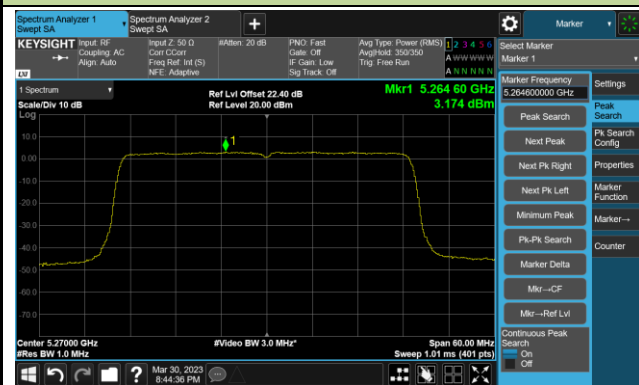 Spectrum Analyzer 1
Swept SA
Spectrum Analyzer 2
Swept SA
+
Marker
KEYSIGHT
Input: RF
Coupling: AC
Align: Auto
Input Z: 50 Ω
Corr CCorr
Freq Ref: Int (S)
NFE: Adaptive
#Atten: 20 dB
PNO: Fast
Gate: Off
IF Gain: Low
Sig Track: Off
Avg Type: Power (RMS)
Avg|Hold: 350/350
Trig: Free Run
1 2 3 4 5 6
A W W W W W
A N N N N N
LXI
Select Marker
Marker 1
1 Spectrum
Scale/Div 10 dB
Log
Ref Lvl Offset 22.40 dB
Ref Level 20.00 dBm
Mkr1 5.264 60 GHz
3.174 dBm
10.0
0.00
-10.0
-20.0
-30.0
-40.0
-50.0
-60.0
-70.0
1
Center 5.27000 GHz
#Res BW 1.0 MHz
#Video BW 3.0 MHz*
Span 60.00 MHz
Sweep 1.01 ms (401 pts)
Marker Frequency
5.264600000 GHz
Peak Search
Next Peak
Next Pk Right
Next Pk Left
Minimum Peak
Pk-Pk Search
Marker Delta
Mkr→CF
Mkr→Ref Lvl
Continuous Peak
Search
On
Off
Settings
Peak
Search
Pk Search
Config
Properties
Marker
Function
Marker→
Counter
?
Mar 30, 2023
8:44:36 PM